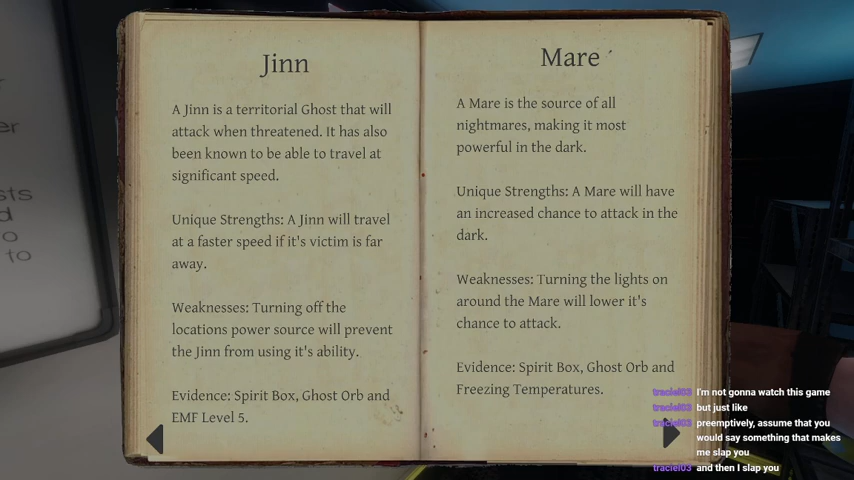 Jinn
A Jinn is a territorial Ghost that will
attack when threatened. It has also
been known to be able to travel at
significant speed.
Unique Strengths: A Jinn will travel
at a faster speed if it's victim is far
away.
Weaknesses: Turning off the
locations power source will prevent
the Jinn from using it's ability.
Evidence: Spirit Box, Ghost Orb and
EMF Level 5.
Mare
A Mare is the source of all
nightmares, making it most
powerful in the dark.
Unique Strengths: A Mare will have
an increased chance to attack in the
dark.
Weaknesses: Turning the lights on
around the Mare will lower it's
chance to attack.
Evidence: Spirit Box, Ghost Orb and
Freezing Temperatures.
traciel03 I'm not gonna watch this game
traciel03 but just like
traciel03 preemptively, assume that you
would say something that makes
me slap you
traciel03 and then I slap you